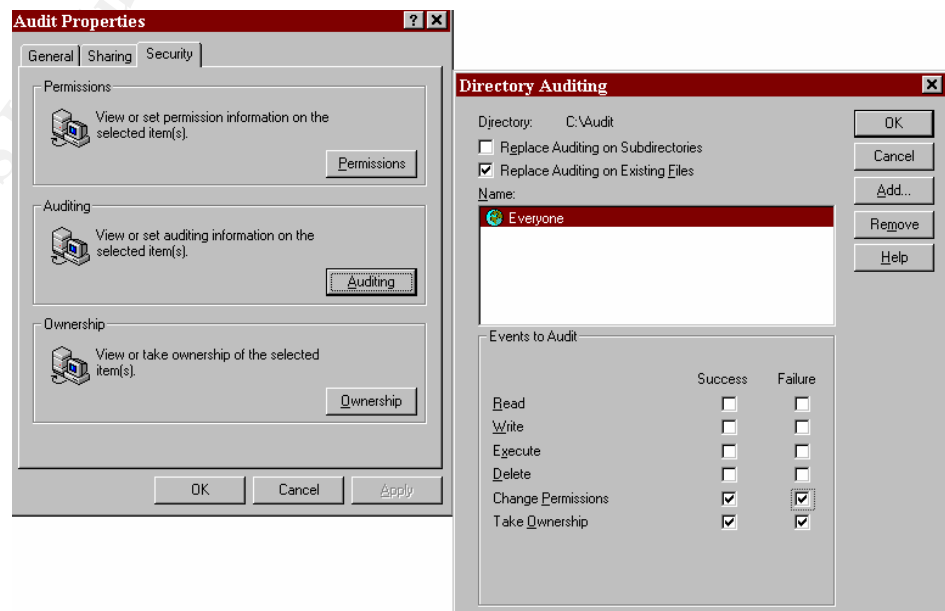 Audit Properties
General Sharing Security
Permissions
View or set permission information on the
selected item(s).
Permissions
Auditing
View or set auditing information on the
selected item(s).
Auditing
Ownership
View or take ownership of the selected
item(s).
Ownership
OK Cancel Apply
Directory Auditing
Directory: C:\Audit
Replace Auditing on Subdirectories
Replace Auditing on Existing Files
Name:
Everyone
OK
Cancel
Add...
Remove
Help
Events to Audit
Success Failure
Read
Write
Execute
Delete
Change Permissions
Take Ownership